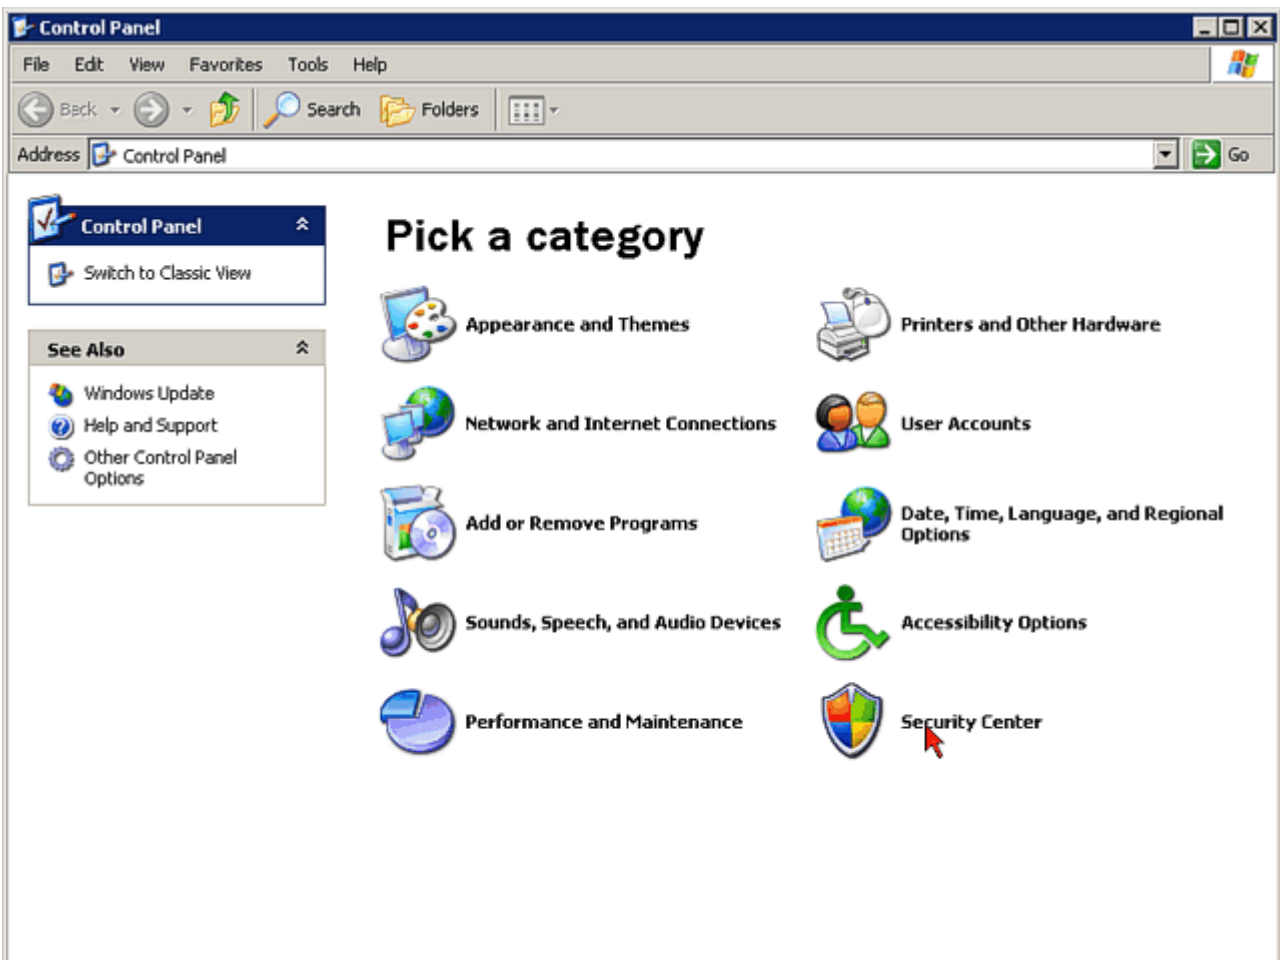 Control Panel
File Edit View Favorites Tools Help
Back Search Folders
Address Control Panel Go
Control Panel
Switch to Classic View
See Also
Windows Update
Help and Support
Other Control Panel
Options
Pick a category
Appearance and Themes
Printers and Other Hardware
Network and Internet Connections
User Accounts
Add or Remove Programs
Date, Time, Language, and Regional
Options
Sounds, Speech, and Audio Devices
Accessibility Options
Performance and Maintenance
Security Center